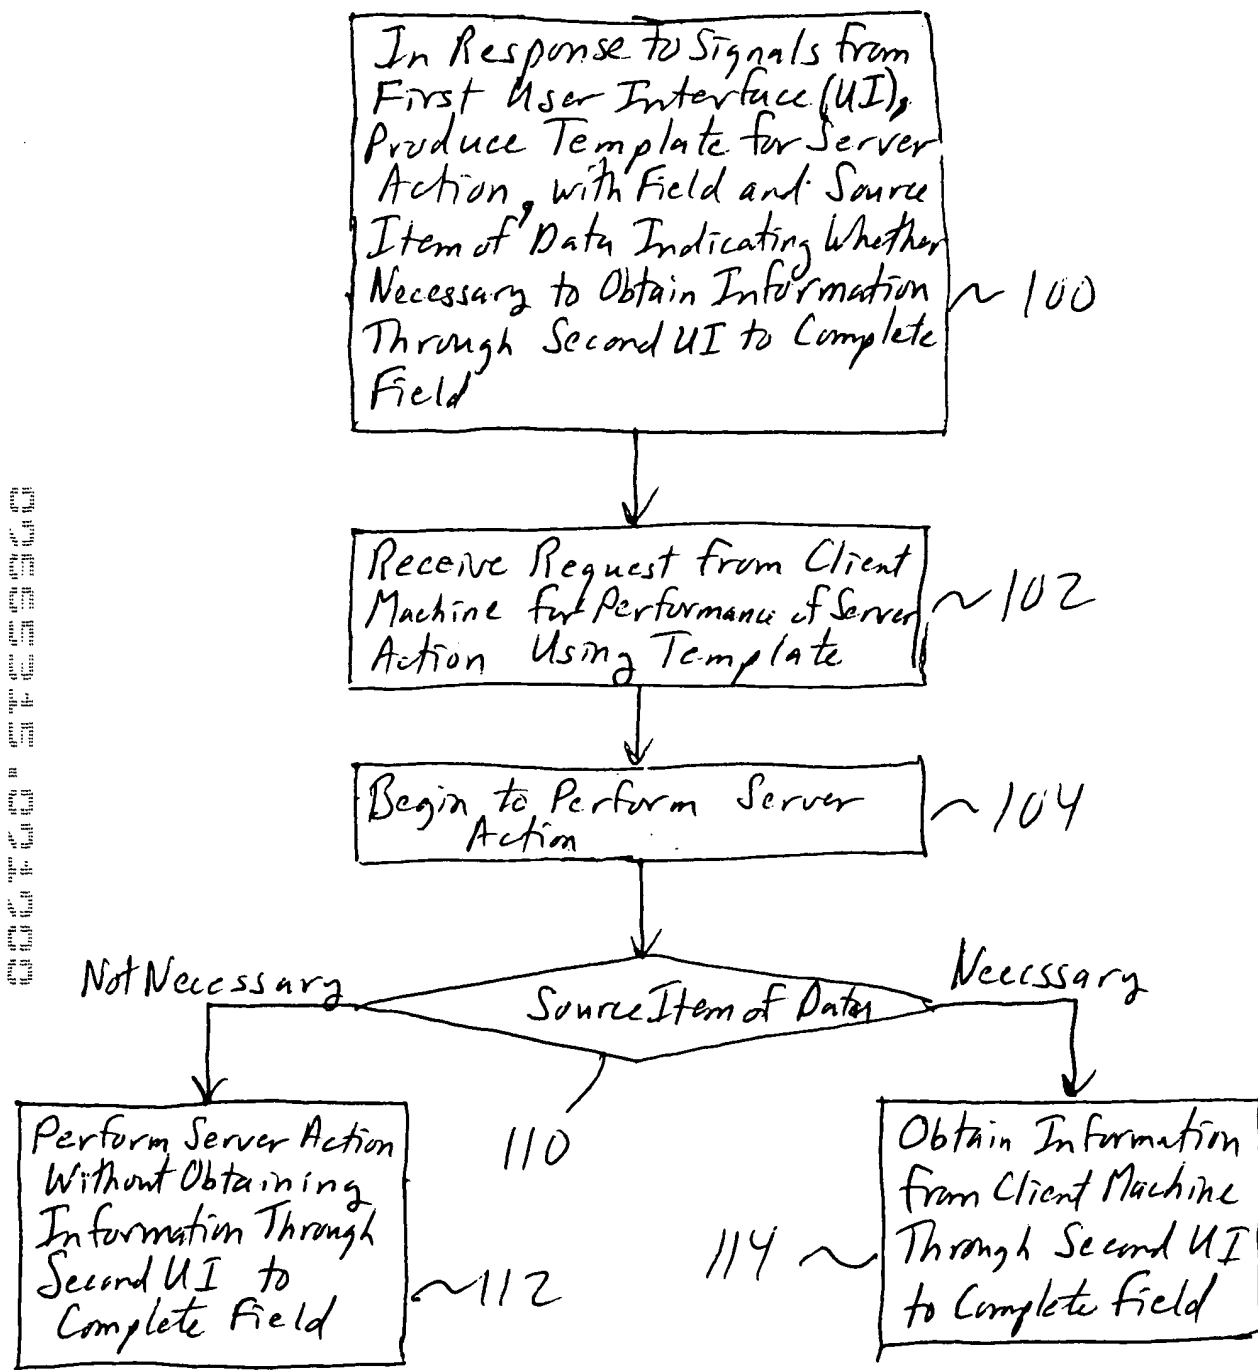 In Response to Signals from
First User Interface (UI),
Produce Template for Server
Action, with Field and Source
Item of Data Indicating Whether
Necessary to Obtain Information
Through Second UI to Complete
Field
~ 100
Receive Request from Client
Machine for Performance of Server
Action Using Template
~ 102
Begin to Perform Server
Action
~ 104
Not Necessary
Source Item of Data
Necessary
110
Perform Server Action
Without Obtaining
Information Through
Second UI to
Complete Field
~ 112
Obtain Information
from Client Machine
Through Second UI
to Complete Field
114 ~